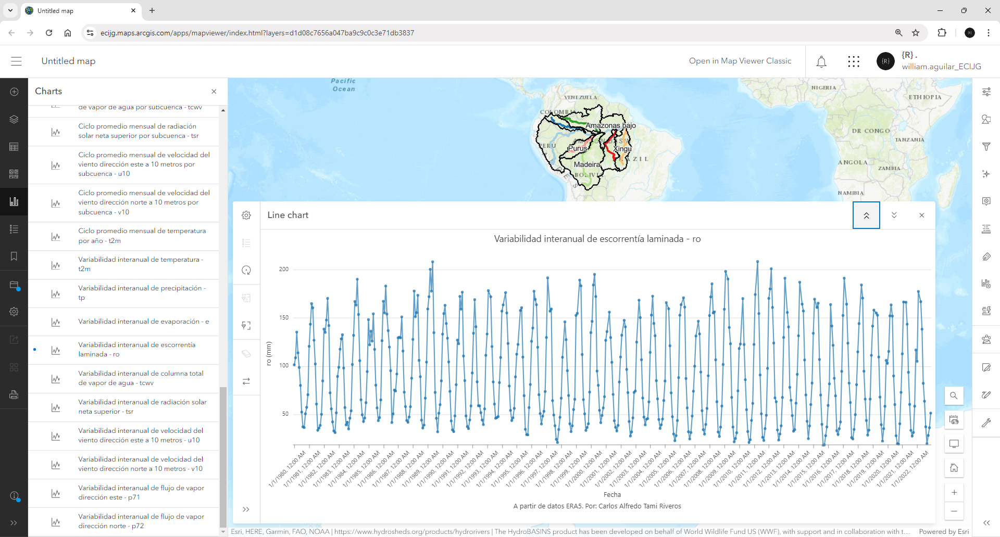 Untitled map
ecijg.maps.arcgis.com/apps/mapviewer/index.html?layers=d1d08c7656a047ba9c9c0c3e71db3837
Untitled map
Open in Map Viewer Classic
{R}
{R} .
william.aguilar_ECIJG
Charts
de vapor de agua por subcuenca - tcwv
Ciclo promedio mensual de radiación
solar neta superior por subcuenca - tsr
Ciclo promedio mensual de velocidad del
viento dirección este a 10 metros por
subcuenca - u10
Ciclo promedio mensual de velocidad del
viento dirección norte a 10 metros por
subcuenca - v10
Ciclo promedio mensual de temperatura
por año - t2m
Variabilidad interanual de temperatura -
t2m
Variabilidad interanual de precipitación -
tp
Variabilidad interanual de evaporación - e
Variabilidad interanual de escorrentía
laminada - ro
Variabilidad interanual de columna total
de vapor de agua - tcwv
Variabilidad interanual de radiación solar
neta superior - tsr
Variabilidad interanual de velocidad del
viento dirección este a 10 metros - u10
Variabilidad interanual de velocidad del
viento dirección norte a 10 metros - v10
Variabilidad interanual de flujo de vapor
dirección este - p71
Variabilidad interanual de flujo de vapor
dirección norte - p72
Pacific
Ocean
VENEZUELA
COLOMBIA
Amazonas bajo
PERU
Purus
Xingu
Madeira
BOLIVIA
NIGERIA
ETHIOPIA
DR CONGO
TANZANIA
ANGOLA
ZAMBIA
NAMIBIA
Line chart
Variabilidad interanual de escorrentía laminada - ro
200
150
100
50
ro (mm)
1/1/1980, 12:00 AM
1/1/1981, 12:00 AM
1/1/1982, 12:00 AM
1/1/1983, 12:00 AM
1/1/1984, 12:00 AM
1/1/1985, 12:00 AM
1/1/1986, 12:00 AM
1/1/1987, 12:00 AM
1/1/1988, 12:00 AM
1/1/1989, 12:00 AM
1/1/1990, 12:00 AM
1/1/1991, 12:00 AM
1/1/1992, 12:00 AM
1/1/1993, 12:00 AM
1/1/1994, 12:00 AM
1/1/1995, 12:00 AM
1/1/1996, 12:00 AM
1/1/1997, 12:00 AM
1/1/1998, 12:00 AM
1/1/1999, 12:00 AM
1/1/2000, 12:00 AM
1/1/2001, 12:00 AM
1/1/2002, 12:00 AM
1/1/2003, 12:00 AM
1/1/2004, 12:00 AM
1/1/2005, 12:00 AM
1/1/2006, 12:00 AM
1/1/2007, 12:00 AM
1/1/2008, 12:00 AM
1/1/2009, 12:00 AM
1/1/2010, 12:00 AM
1/1/2011, 12:00 AM
1/1/2012, 12:00 AM
1/1/2013, 12:00 AM
1/1/2014, 12:00 AM
1/1/2015, 12:00 AM
1/1/2016, 12:00 AM
1/1/2017, 12:00 AM
1/1/2018, 12:00 AM
1/1/2019, 12:00 AM
1/1/2020, 12:00 AM
1/1/2021, 12:00 AM
1/1/2022, 12:00 AM
Fecha
A partir de datos ERA5. Por: Carlos Alfredo Tami Riveros
Esri, HERE, Garmin, FAO, NOAA | https://www.hydrosheds.org/products/hydrorivers | The HydroBASINS product has been developed on behalf of World Wildlife Fund US (WWF), with support and in collaboration with t...
Powered by Esri